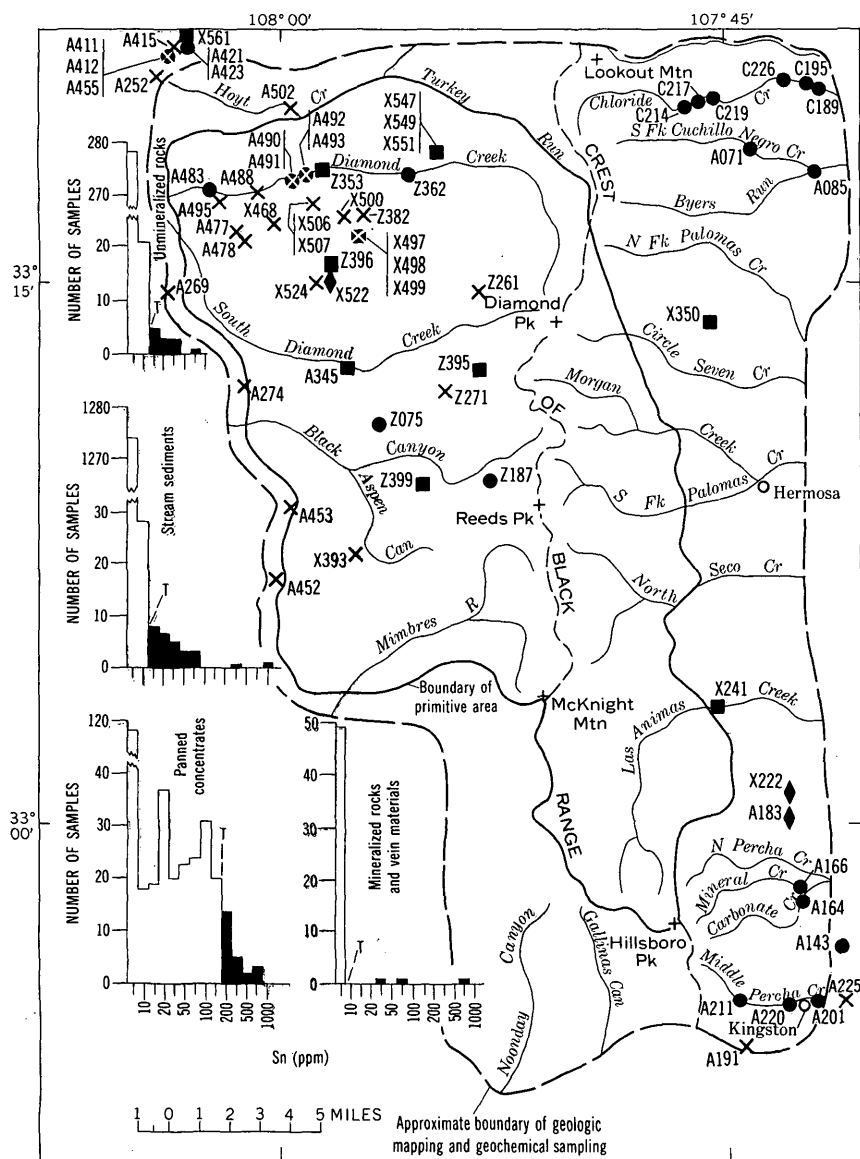 108° 00'
107° 45'
A411
A412
A455
A415
X561
A421
A423
A252
Hoyt Cr
A502
Turkey Run
Lookout Mtn
C226
C195
C189
C217
C219
C214
Chloride Cr
S Fk Cuchillo Negro Cr
A071
A085
Byers Run
N Fk Palomas Cr
A490
A491
A492
A493
X547
X549
X551
Diamond Creek
Z353
Z362
A483
A488
A495
X468
A477
A478
X506
X507
X500
Z382
X497
X498
X499
Z396
X524
X522
Z261
Diamond Pk
33° 15'
A269
South Diamond Creek
A345
Z395
Z271
X350
Circle Seven Cr
Morgan Creek
A274
Z075
Black Canyon
Z399
Z187
Aspen Can
Reeds Pk
S Fk Palomas Cr
Hermosa
A453
X393
A452
CREST OF BLACK RANGE
North Seco Cr
Mimbres R
Boundary of primitive area
McKnight Mtn
X241
Las Animas Creek
X222
A183
33° 00'
N Percha Cr
Mineral Cr
Carbonate Cr
A166
A164
A143
Hillsboro Pk
Middle Percha Cr
A211
A220
A201
A225
Kingston
A191
Noonday Canyon
Gallinas Can
Approximate boundary of geologic
mapping and geochemical sampling
NUMBER OF SAMPLES
280
270
20
10
0
Unmineralized rocks
T
NUMBER OF SAMPLES
1280
1270
30
20
10
0
Stream sediments
T
NUMBER OF SAMPLES
120
40
30
20
10
0
Panned concentrates
T
10 20 50 100 200 500 1000
50
40
30
20
10
0
Mineralized rocks and vein materials
T
10 20 50 100 200 500 1000
Sn (ppm)
1 0 1 2 3 4 5 MILES